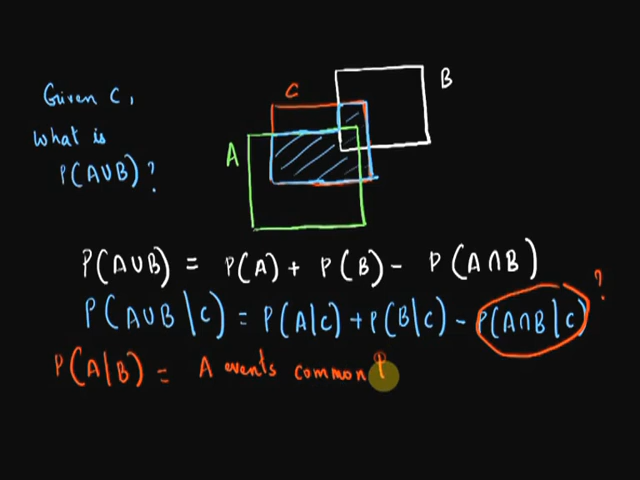 Given C,
What is
P(A∪B)?
C
B
A
P(A∪B) = P(A) + P(B) - P(A∩B)
P(A∪B|C) = P(A|C) + P(B|C) - P(A∩B|C) ?
P(A|B) = A events common